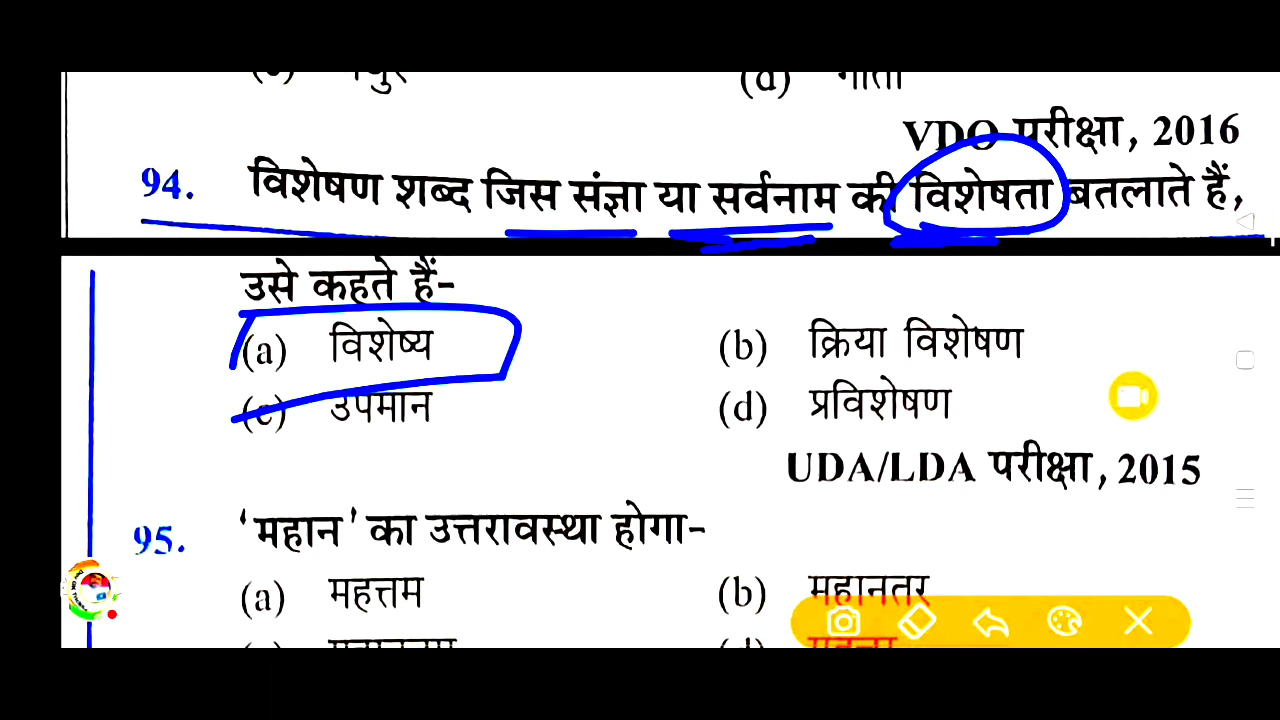 (d) गीता
VDO परीक्षा, 2016
94. विशेषण शब्द जिस संज्ञा या सर्वनाम की विशेषता बतलाते हैं,
उसे कहते हैं-
(a) विशेष्य (b) क्रिया विशेषण
(c) उपमान (d) प्रविशेषण
UDA/LDA परीक्षा, 2015
95. 'महान' का उत्तरावस्था होगा-
(a) महत्तम (b) महानतर